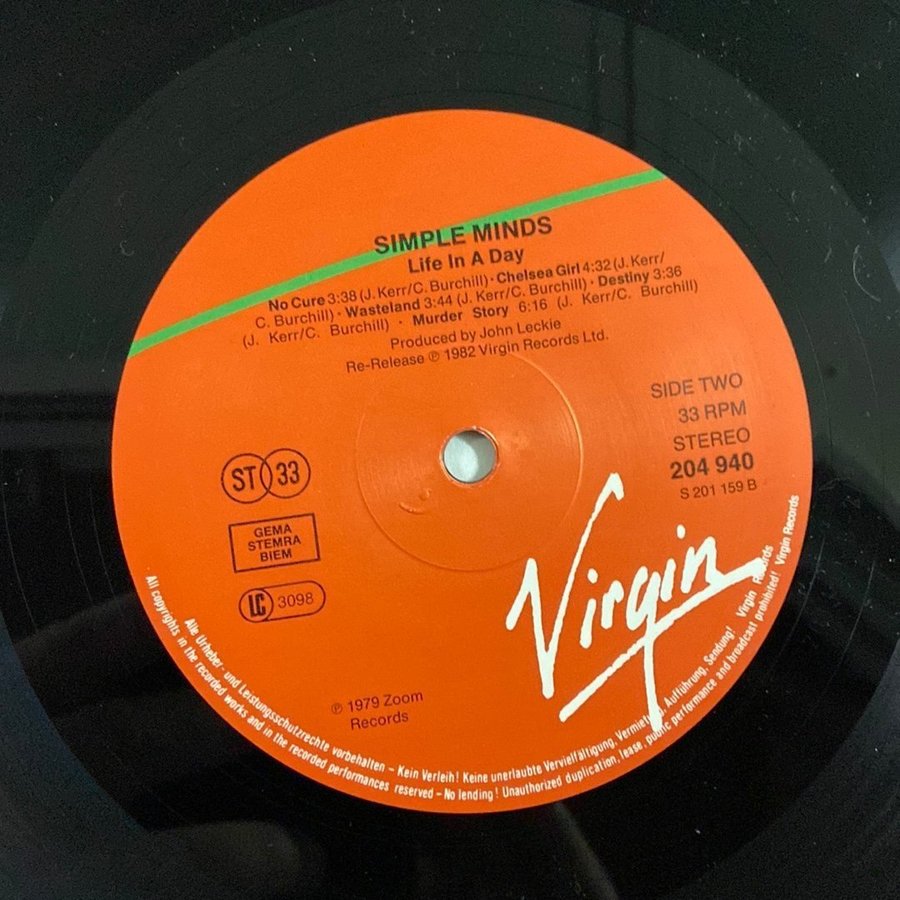 SIMPLE MINDS
Life In A Day
No Cure 3:38 (J. Kerr/C. Burchill) · Chelsea Girl 4:32 (J. Kerr/
C. Burchill) · Wasteland 3:44 (J. Kerr/C. Burchill) · Destiny 3:36
(J. Kerr/C. Burchill) · Murder Story 6:16 (J. Kerr/C. Burchill)
Produced by John Leckie
Re-Release ℗ 1982 Virgin Records Ltd.
SIDE TWO
33 RPM
STEREO
204 940
S 201 159 B
ST 33
GEMA
STEMRA
BIEM
LC 3098
Virgin
℗ 1979 Zoom
Records
Alle Urheber- und Leistungsschutzrechte vorbehalten – Kein Verleih! Keine unerlaubte Vervielfältigung, Vermietung, Aufführung, Sendung! Virgin Records
All copyrights in the recorded works and in the recorded performances reserved – No lending! Unauthorized duplication, lease, public performance and broadcast prohibited! Virgin Records